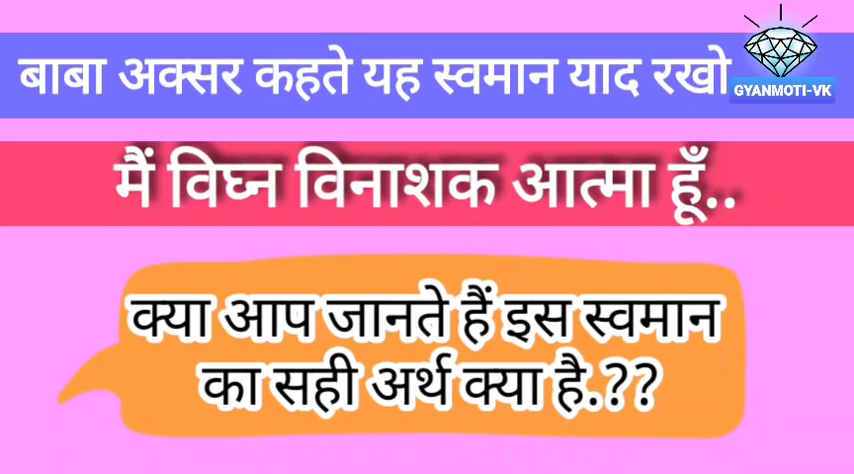 बाबा अक्सर कहते यह स्वमान याद रखो
GYANMOTI-VK
मैं विघ्न विनाशक आत्मा हूँ..
क्या आप जानते हैं इस स्वमान
का सही अर्थ क्या है.??